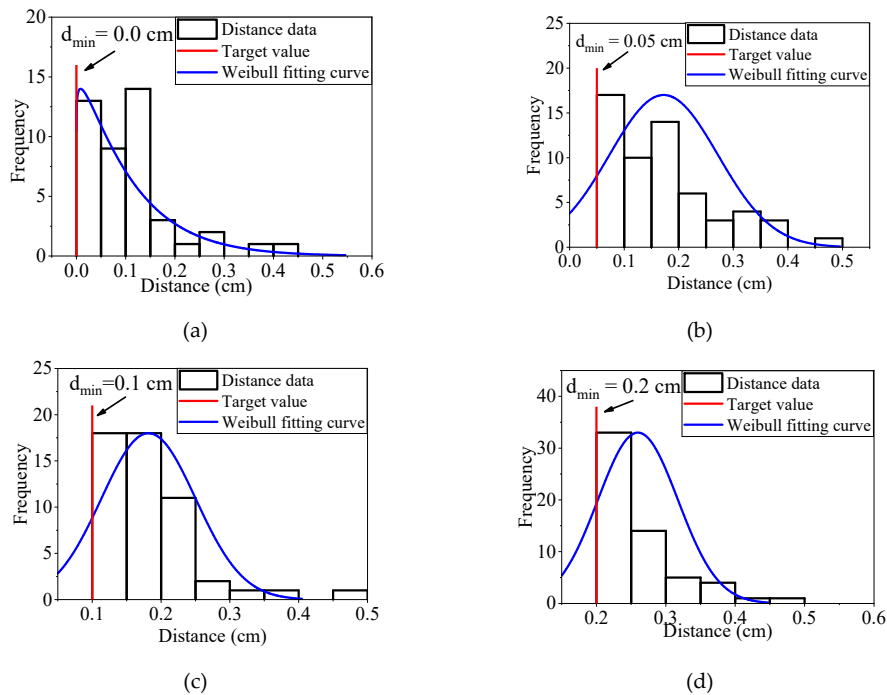 20
15
10
5
0
Frequency
d_min = 0.0 cm
Distance data
Target value
Weibull fitting curve
0.0 0.1 0.2 0.3 0.4 0.6
Distance (cm)
(a)
25
20
15
10
5
0
Frequency
d_min = 0.05 cm
Distance data
Target value
Weibull fitting curve
0.0 0.1 0.2 0.3 0.4 0.5
Distance (cm)
(b)
25
20
15
10
5
0
Frequency
d_min=0.1 cm
Distance data
Target value
Weibull fitting curve
0.1 0.2 0.3 0.4 0.5
Distance (cm)
(c)
40
30
20
10
0
Frequency
d_min = 0.2 cm
Distance data
Target value
Weibull fitting curve
0.2 0.3 0.4 0.5 0.6
Distance (cm)
(d)